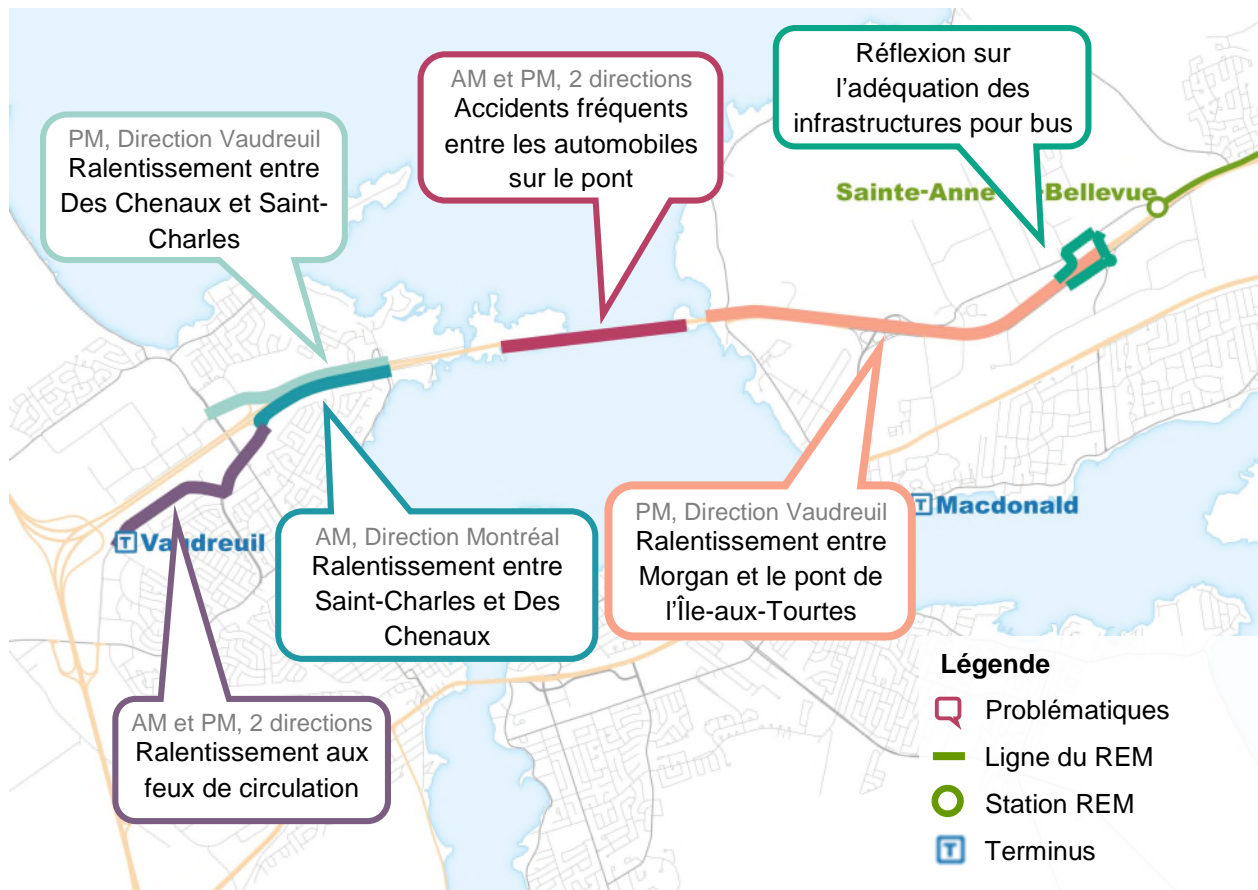 Réflexion sur
l'adéquation des
infrastructures pour bus
AM et PM, 2 directions
Accidents fréquents
entre les automobiles
sur le pont
PM, Direction Vaudreuil
Ralentissement entre
Des Chenaux et Saint-
Charles
Sainte-Anne -Bellevue
Macdonald
Vaudreuil
AM, Direction Montréal
Ralentissement entre
Saint-Charles et Des
Chenaux
PM, Direction Vaudreuil
Ralentissement entre
Morgan et le pont de
l'Île-aux-Tourtes
AM et PM, 2 directions
Ralentissement aux
feux de circulation
Légende
Problématiques
Ligne du REM
Station REM
T Terminus